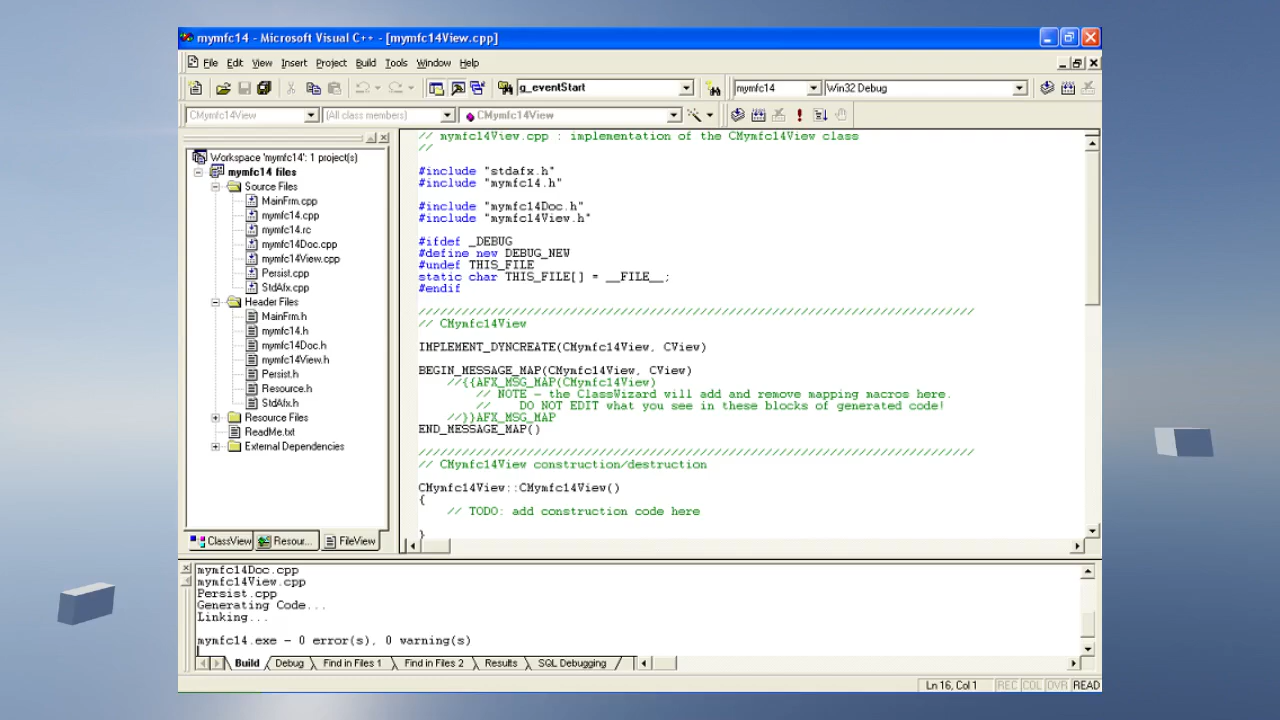 mymfc14 - Microsoft Visual C++ - [mymfc14View.cpp]
File Edit View Insert Project Build Tools Window Help
g_eventStart mymfc14 Win32 Debug
CMymfc14View [All class members] CMymfc14View
Workspace 'mymfc14': 1 project(s)
mymfc14 files
Source Files
MainFrm.cpp
mymfc14.cpp
mymfc14.rc
mymfc14Doc.cpp
mymfc14View.cpp
Persist.cpp
StdAfx.cpp
Header Files
MainFrm.h
mymfc14.h
mymfc14Doc.h
mymfc14View.h
Persist.h
Resource.h
StdAfx.h
Resource Files
ReadMe.txt
External Dependencies
ClassView Resour... FileView
// mymfc14View.cpp : implementation of the CMymfc14View class
//
#include "stdafx.h"
#include "mymfc14.h"
#include "mymfc14Doc.h"
#include "mymfc14View.h"
#ifdef _DEBUG
#define new DEBUG_NEW
#undef THIS_FILE
static char THIS_FILE[] = __FILE__;
#endif
/////////////////////////////////////////////////////////////////////////////
// CMymfc14View
IMPLEMENT_DYNCREATE(CMymfc14View, CView)
BEGIN_MESSAGE_MAP(CMymfc14View, CView)
//{{AFX_MSG_MAP(CMymfc14View)
// NOTE - the ClassWizard will add and remove mapping macros here.
// DO NOT EDIT what you see in these blocks of generated code!
//}}AFX_MSG_MAP
END_MESSAGE_MAP()
/////////////////////////////////////////////////////////////////////////////
// CMymfc14View construction/destruction
CMymfc14View::CMymfc14View()
{
// TODO: add construction code here
}
mymfc14Doc.cpp
mymfc14View.cpp
Persist.cpp
Generating Code...
Linking...
mymfc14.exe - 0 error(s), 0 warning(s)
Build Debug Find in Files 1 Find in Files 2 Results SQL Debugging
Ln 16, Col 1 REC COL OVR READ